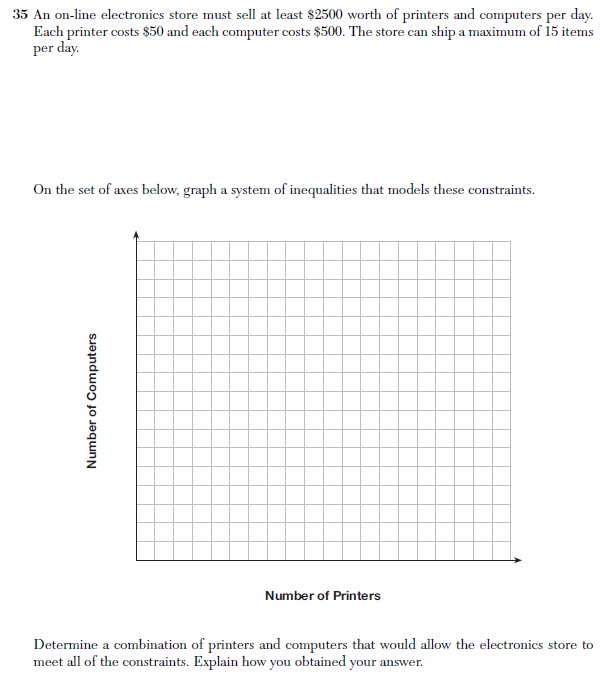 35 An on-line electronics store must sell at least $2500 worth of printers and computers per day.
Each printer costs $50 and each computer costs $500. The store can ship a maximum of 15 items
per day.
On the set of axes below, graph a system of inequalities that models these constraints.
Number of Computers
Number of Printers
Determine a combination of printers and computers that would allow the electronics store to
meet all of the constraints. Explain how you obtained your answer.